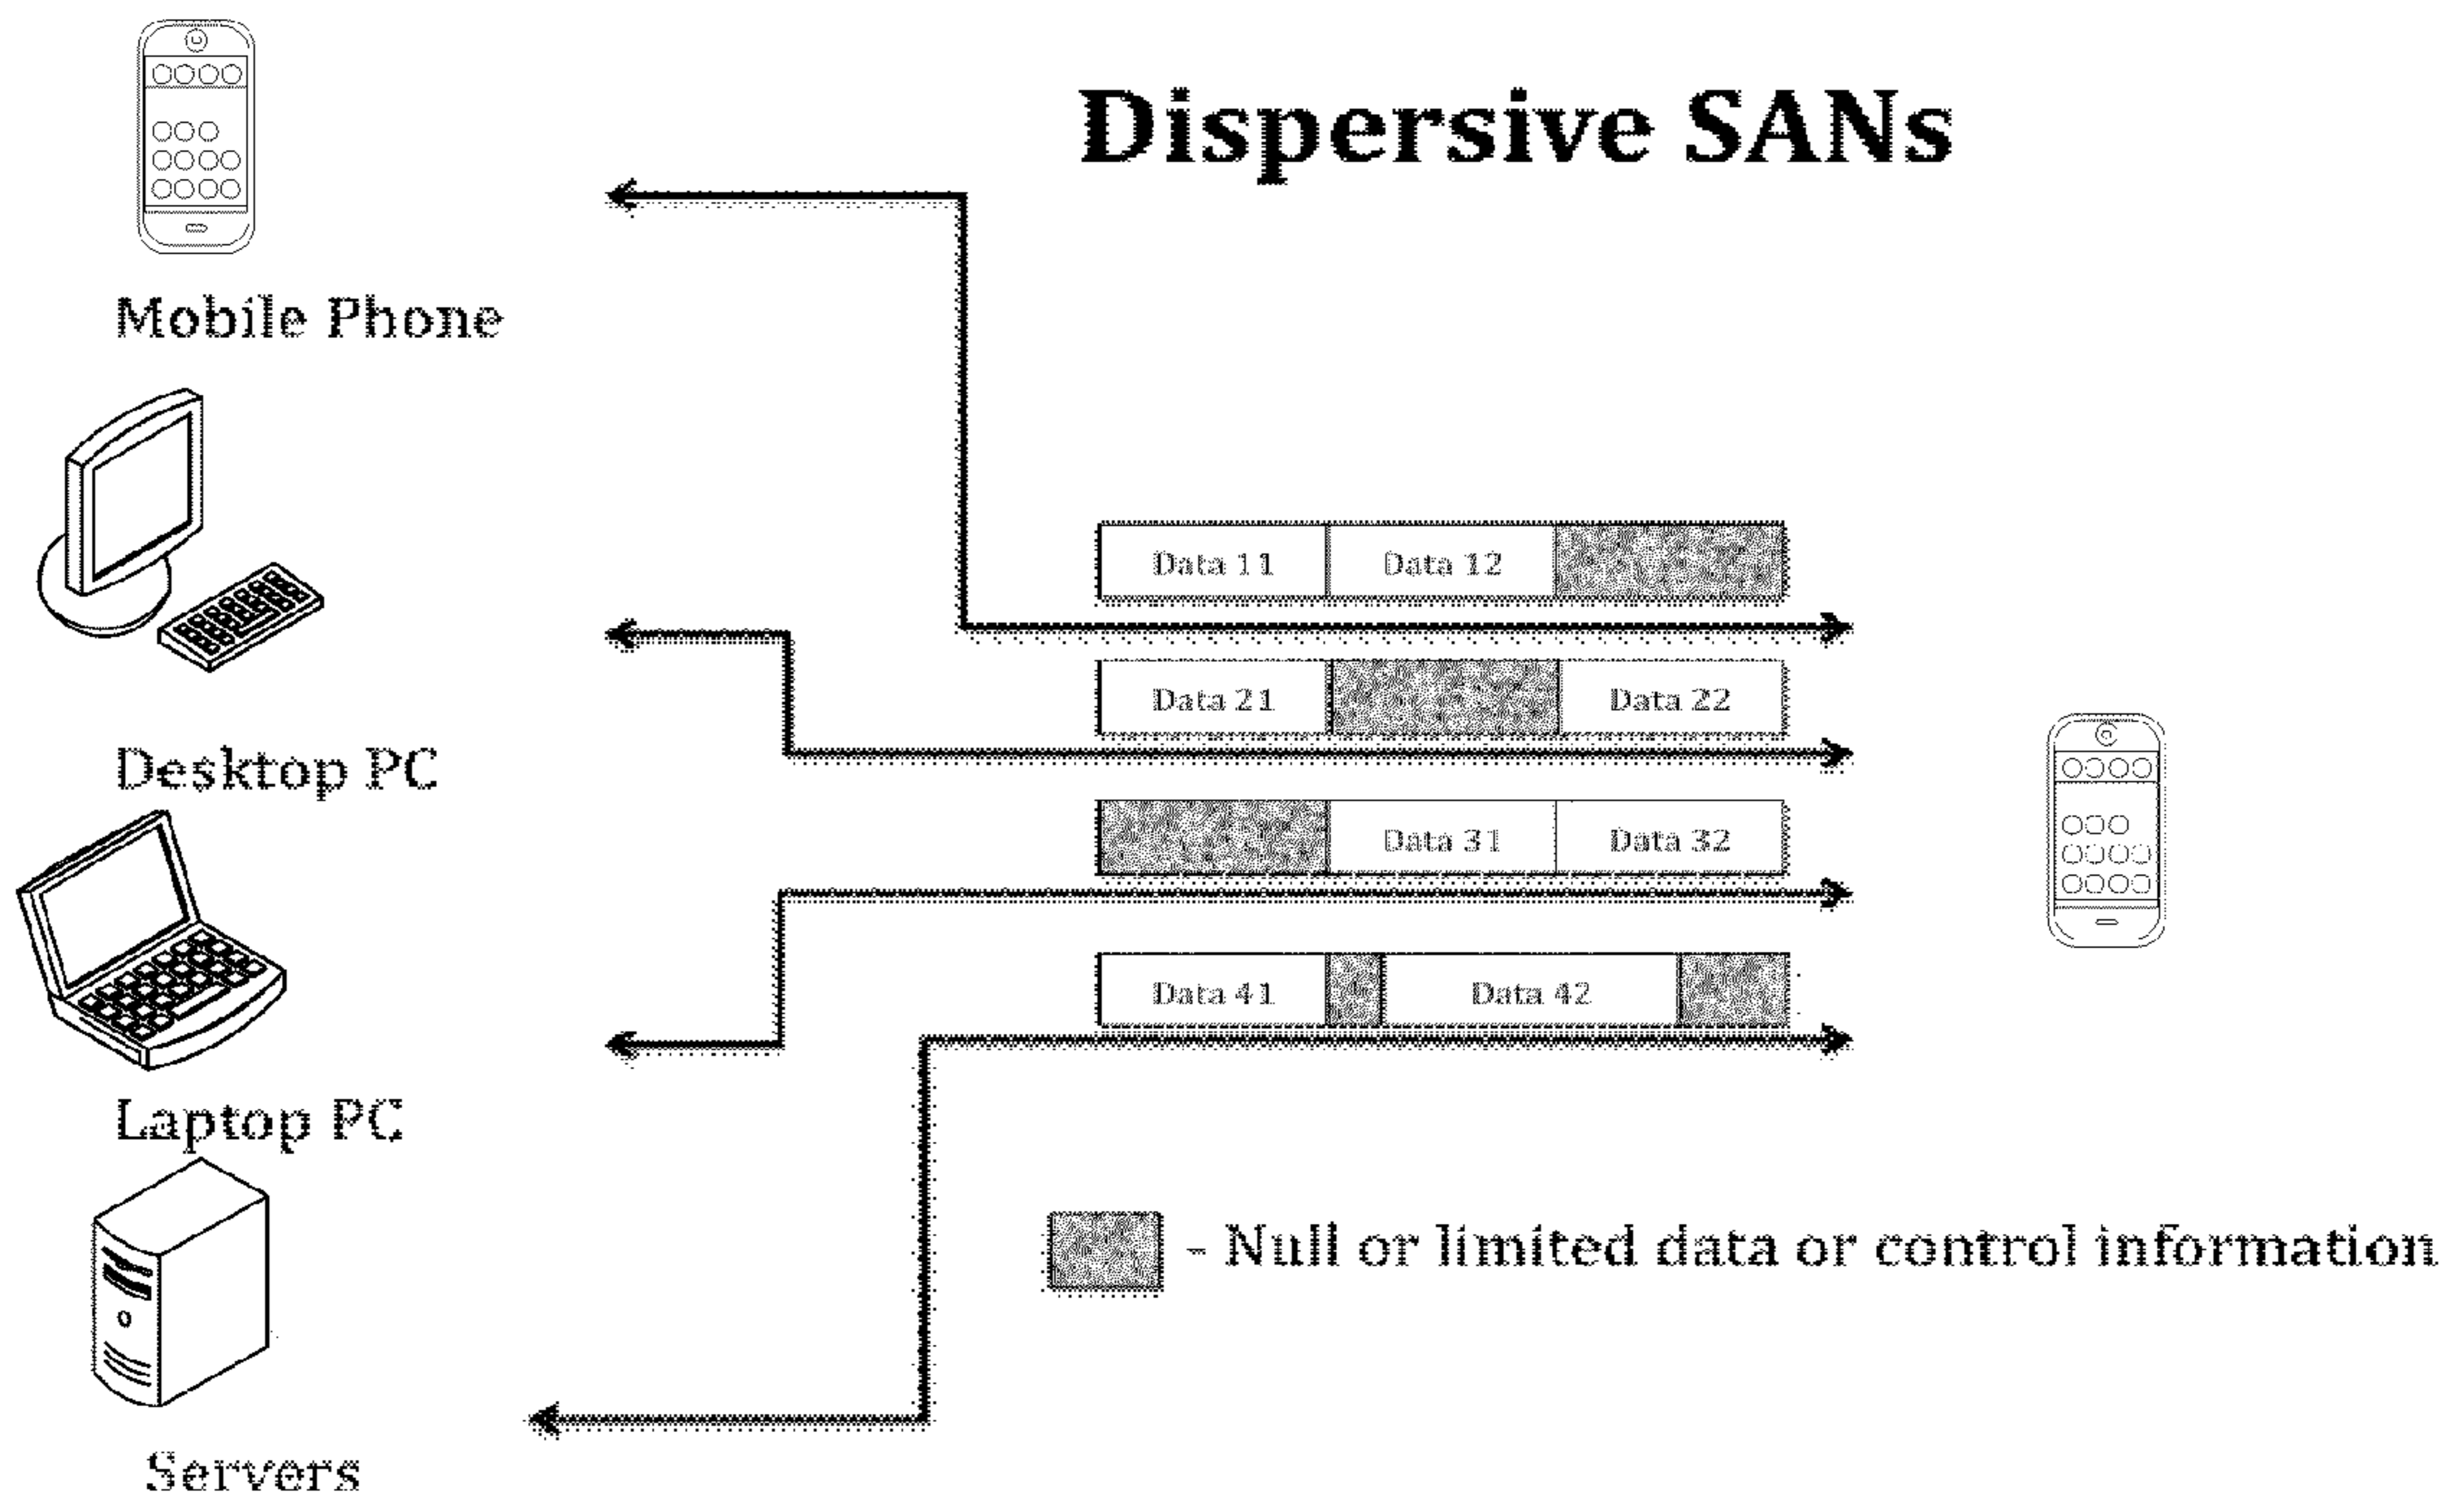 Dispersive SANs
Mobile Phone
Data 11 Data 12
Data 21 Data 22
Desktop PC
Data 31 Data 32
Data 41 Data 42
Laptop PC
- Null or limited data or control information
Servers